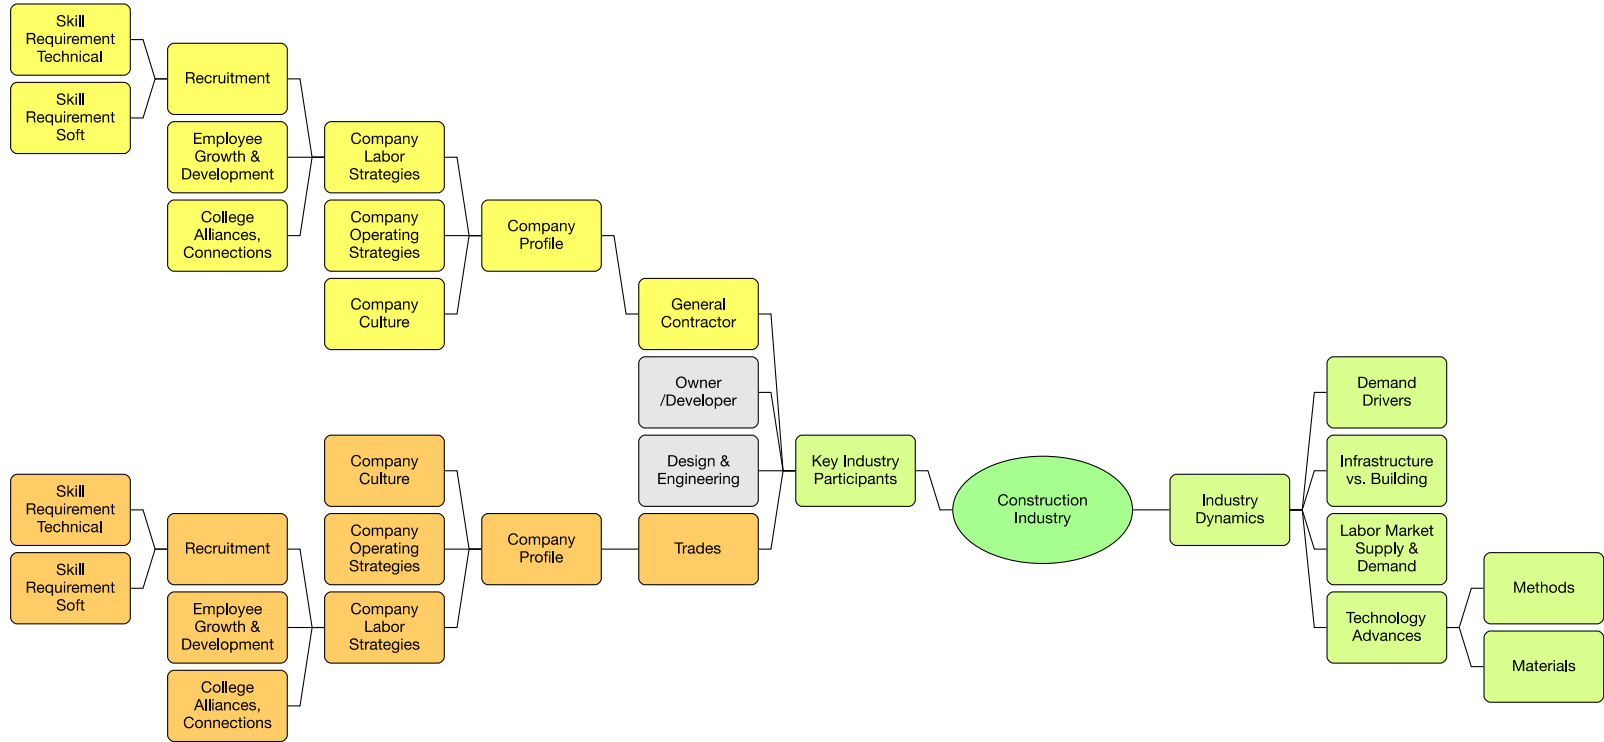 Skill
Requirement
Technical
Skill
Requirement
Soft
Recruitment
Employee
Growth &
Development
College
Alliances,
Connections
Company
Labor
Strategies
Company
Operating
Strategies
Company
Culture
Company
Profile
General
Contractor
Owner
/Developer
Design &
Engineering
Trades
Company
Profile
Company
Culture
Company
Operating
Strategies
Company
Labor
Strategies
Skill
Requirement
Technical
Skill
Requirement
Soft
Recruitment
Employee
Growth &
Development
College
Alliances,
Connections
Key Industry
Participants
Construction
Industry
Industry
Dynamics
Demand
Drivers
Infrastructure
vs. Building
Labor Market
Supply &
Demand
Technology
Advances
Methods
Materials